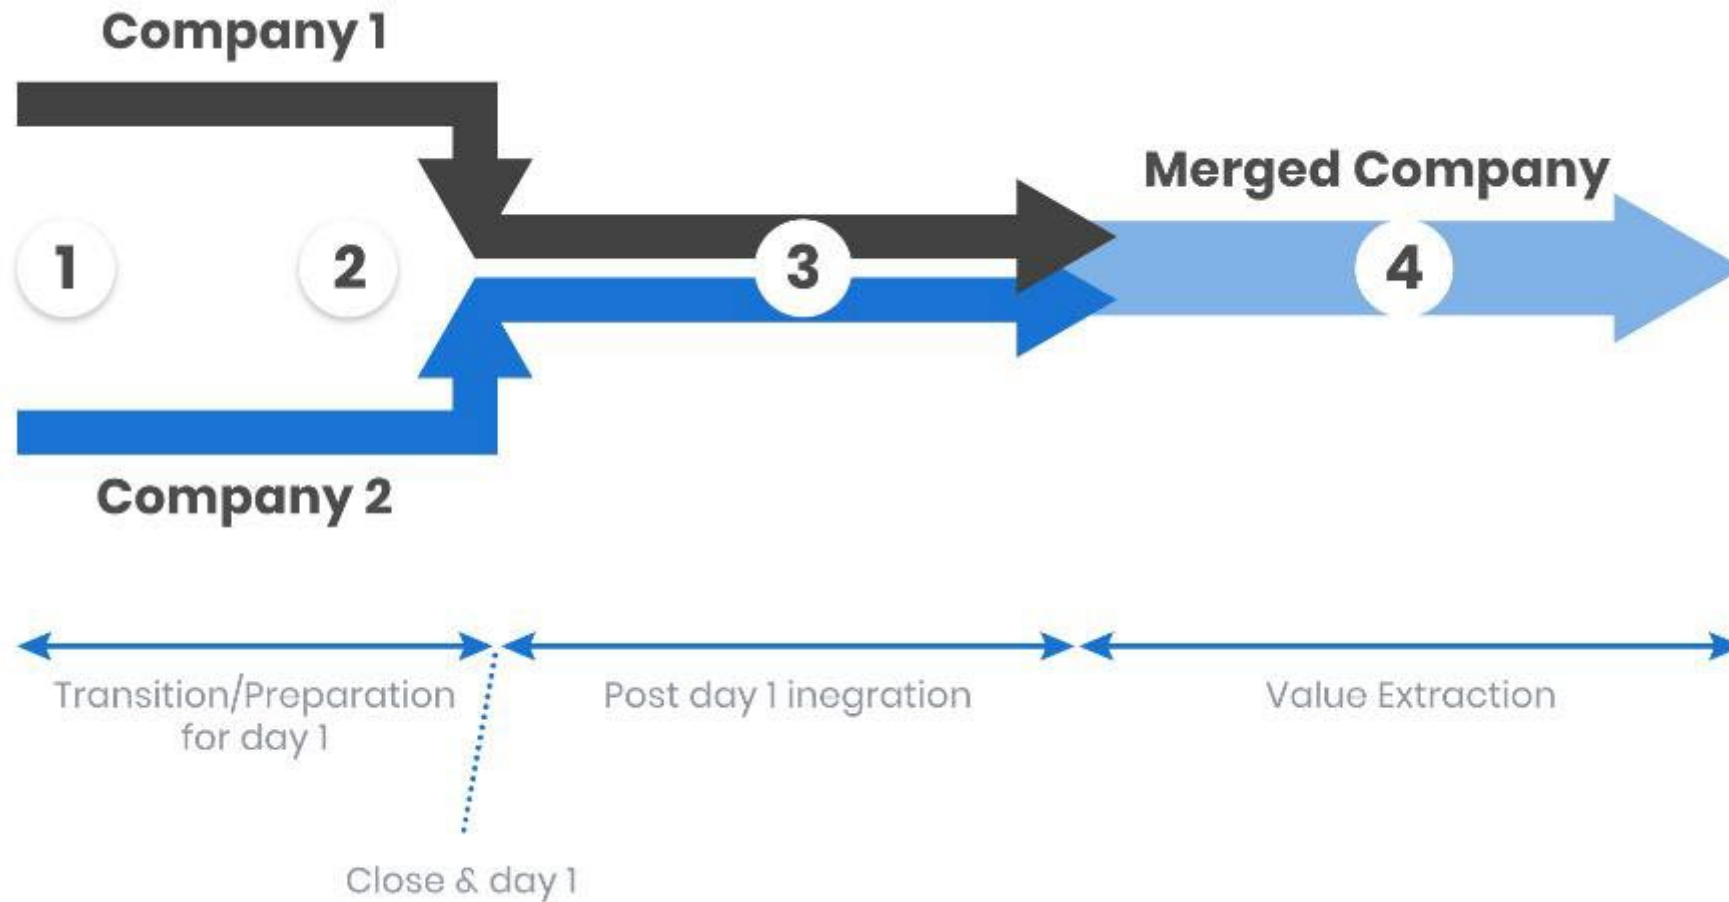 Company 1
Merged Company
1
2
3
4
Company 2
Transition/Preparation
for day 1
Post day 1 inegration
Value Extraction
Close & day 1